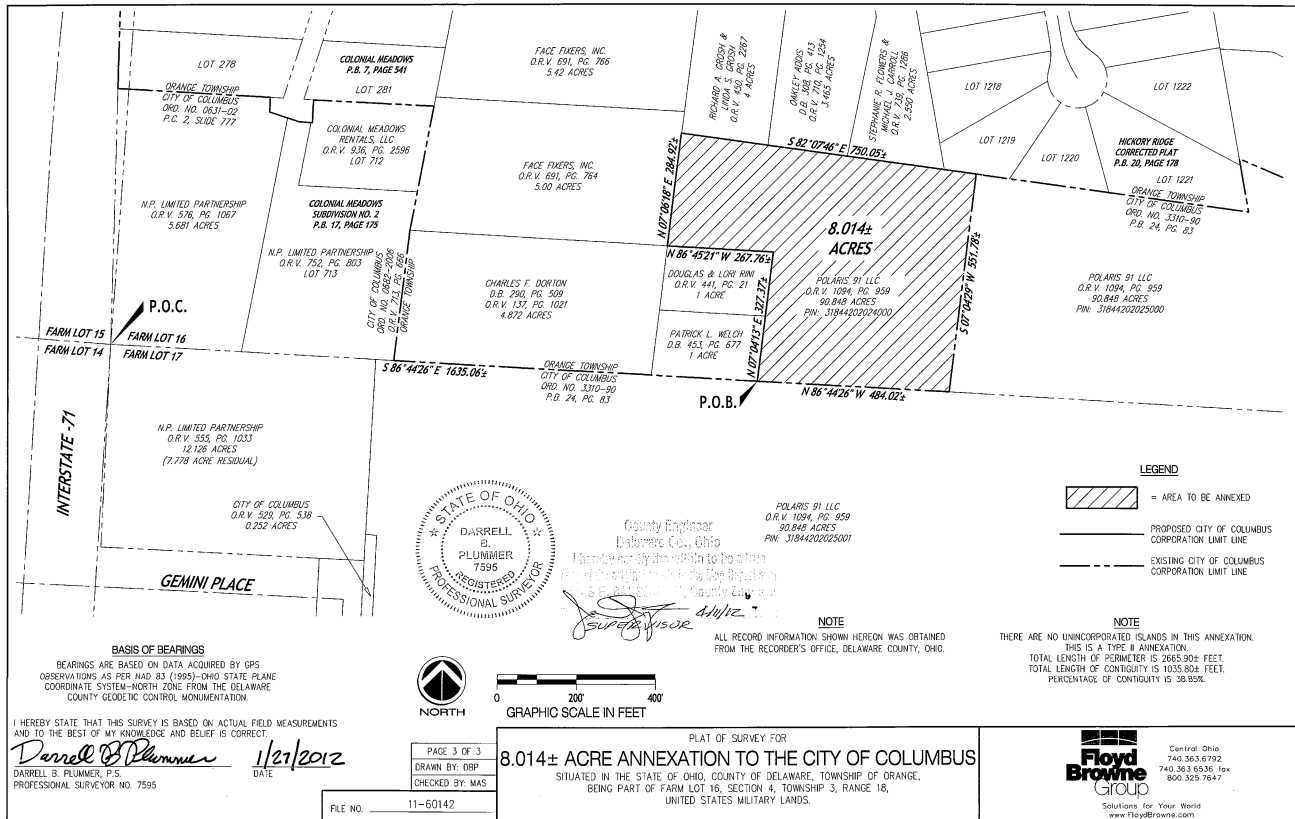 LOT 278
ORANGE TOWNSHIP
CITY OF COLUMBUS
ORD. NO. 0631-02
P.C. 2, SLIDE 777
COLONIAL MEADOWS
P.B. 7, PAGE 541
LOT 281
COLONIAL MEADOWS
RENTALS, LLC
O.R.V. 936, PG. 2596
LOT 712
COLONIAL MEADOWS
SUBDIVISION NO. 2
P.B. 17, PAGE 175
N.P. LIMITED PARTNERSHIP
O.R.V. 576, PG. 1067
5.681 ACRES
N.P. LIMITED PARTNERSHIP
O.R.V. 752, PG. 803
LOT 713
CITY OF COLUMBUS
ORD. NO. 0682-2006
O.R.V. 713, PG. 656
ORANGE TOWNSHIP
FACE FIXERS, INC.
O.R.V. 691, PG. 766
5.42 ACRES
FACE FIXERS, INC.
O.R.V. 691, PG. 764
5.00 ACRES
CHARLES F. DORTON
D.B. 290, PG. 509
O.R.V. 137, PG. 1021
4.872 ACRES
RICHARD A. GROSH &
LINDA S. GROSH
O.R.V. 450, PG. 2267
4 ACRES
OAKLEY ADDIS
D.B. 308, PG. 413
O.R.V. 710, PG. 1254
3.465 ACRES
STEPHANIE R. FLOWERS &
MICHAEL J. CARROLL
O.R.V. 739, PG. 1286
2.550 ACRES
LOT 1218
LOT 1219
LOT 1220
LOT 1222
HICKORY RIDGE
CORRECTED PLAT
P.B. 20, PAGE 178
LOT 1221
ORANGE TOWNSHIP
CITY OF COLUMBUS
ORD. NO. 3310-90
P.B. 24, PG. 83
N 07°06'18" E 284.92'±
S 82°07'46" E 750.05'±
8.014±
ACRES
N 86°45'21" W 267.76'±
DOUGLAS & LORI RINI
O.R.V. 441, PG. 21
1 ACRE
PATRICK L. WELCH
D.B. 453, PG. 677
1 ACRE
N 07°04'13" E 327.37'±
POLARIS 91 LLC
O.R.V. 1094, PG. 959
90.848 ACRES
PIN: 31844202024000
S 07°04'29" W 551.78'±
POLARIS 91 LLC
O.R.V. 1094, PG. 959
90.848 ACRES
PIN: 31844202025000
P.O.C.
FARM LOT 15
FARM LOT 16
FARM LOT 14
FARM LOT 17
S 86°44'26" E 1635.06'±
ORANGE TOWNSHIP
CITY OF COLUMBUS
ORD. NO. 3310-90
P.B. 24, PG. 83
P.O.B.
N 86°44'26" W 484.02'±
INTERSTATE -71
N.P. LIMITED PARTNERSHIP
O.R.V. 555, PG. 1033
12.126 ACRES
(7.778 ACRE RESIDUAL)
CITY OF COLUMBUS
O.R.V. 529, PG. 538
0.252 ACRES
GEMINI PLACE
STATE OF OHIO
DARRELL
B.
PLUMMER
7595
REGISTERED
PROFESSIONAL SURVEYOR
County Engineer
Delaware Co., Ohio
I hereby certify the within to be a true
SUPERVISOR
POLARIS 91 LLC
O.R.V. 1094, PG. 959
90.848 ACRES
PIN: 31844202025001
LEGEND
= AREA TO BE ANNEXED
PROPOSED CITY OF COLUMBUS
CORPORATION LIMIT LINE
EXISTING CITY OF COLUMBUS
CORPORATION LIMIT LINE
NOTE
ALL RECORD INFORMATION SHOWN HEREON WAS OBTAINED
FROM THE RECORDER'S OFFICE, DELAWARE COUNTY, OHIO.
NOTE
THERE ARE NO UNINCORPORATED ISLANDS IN THIS ANNEXATION.
THIS IS A TYPE II ANNEXATION.
TOTAL LENGTH OF PERIMETER IS 2665.90± FEET.
TOTAL LENGTH OF CONTIGUITY IS 1035.80± FEET.
PERCENTAGE OF CONTIGUITY IS 38.85%.
BASIS OF BEARINGS
BEARINGS ARE BASED ON DATA ACQUIRED BY GPS
OBSERVATIONS AS PER NAD 83 (1995)-OHIO STATE PLANE
COORDINATE SYSTEM-NORTH ZONE FROM THE DELAWARE
COUNTY GEODETIC CONTROL MONUMENTATION.
NORTH
0 200' 400'
GRAPHIC SCALE IN FEET
I HEREBY STATE THAT THIS SURVEY IS BASED ON ACTUAL FIELD MEASUREMENTS
AND TO THE BEST OF MY KNOWLEDGE AND BELIEF IS CORRECT.
Darrell B Plummer 1/27/2012
DARRELL B. PLUMMER, P.S. DATE
PROFESSIONAL SURVEYOR NO. 7595
PAGE 3 OF 3
DRAWN BY: DBP
CHECKED BY: MAS
FILE NO. 11-60142
PLAT OF SURVEY FOR
8.014± ACRE ANNEXATION TO THE CITY OF COLUMBUS
SITUATED IN THE STATE OF OHIO, COUNTY OF DELAWARE, TOWNSHIP OF ORANGE,
BEING PART OF FARM LOT 16, SECTION 4, TOWNSHIP 3, RANGE 18,
UNITED STATES MILITARY LANDS.
Floyd
Browne
Group
Central Ohio
740.363.6792
740.363.6536 fax
800.325.7647
Solutions for Your World
www.FloydBrowne.com